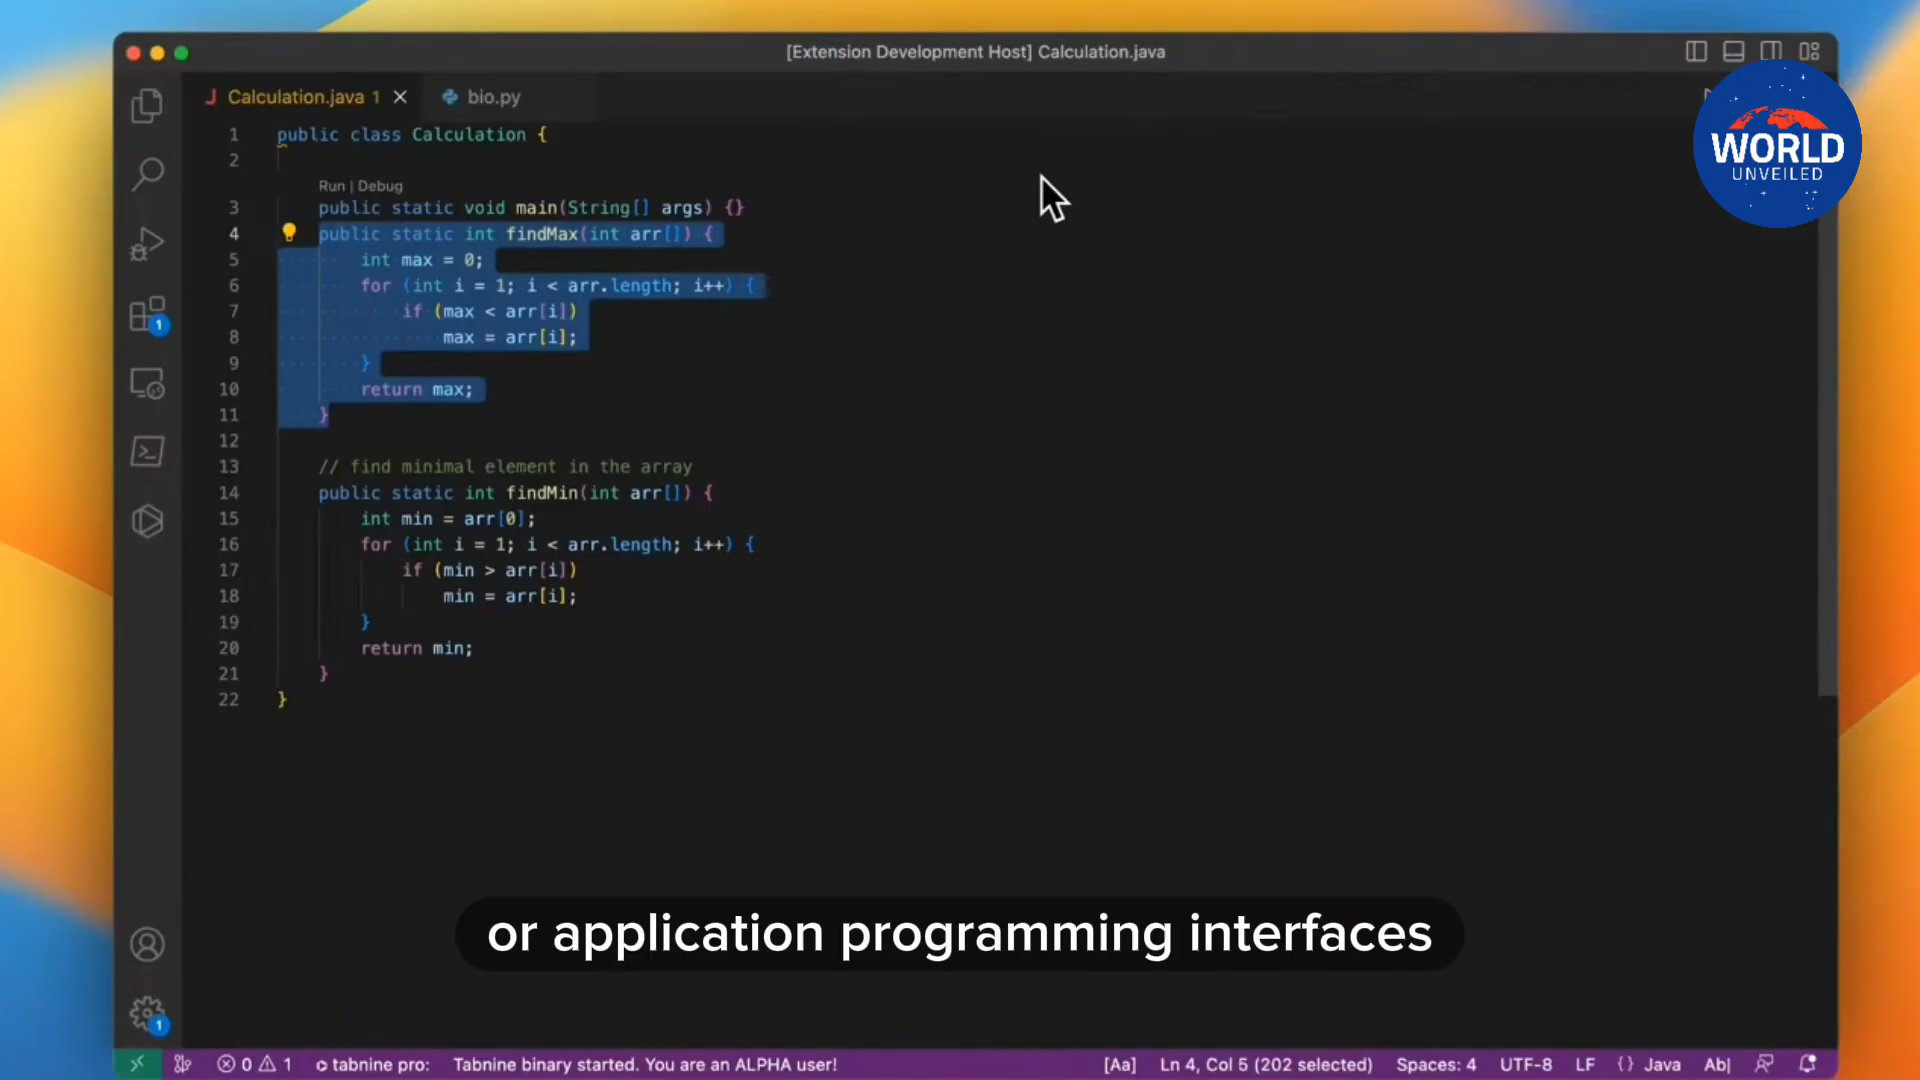 [Extension Development Host] Calculation.java
J Calculation.java 1
bio.py
WORLD
UNVEILED
1 public class Calculation {
2
Run | Debug
3 public static void main(String[] args) {}
4 public static int findMax(int arr[]) {
5 int max = 0;
6 for (int i = 1; i < arr.length; i++) {
7 if (max < arr[i])
8 max = arr[i];
9 }
10 return max;
11 }
12
13 // find minimal element in the array
14 public static int findMin(int arr[]) {
15 int min = arr[0];
16 for (int i = 1; i < arr.length; i++) {
17 if (min > arr[i])
18 min = arr[i];
19 }
20 return min;
21 }
22 }
1
or application programming interfaces
1
0 1 tabnine pro: Tabnine binary started. You are an ALPHA user! [Aa] Ln 4, Col 5 (202 selected) Spaces: 4 UTF-8 LF {} Java Ab|